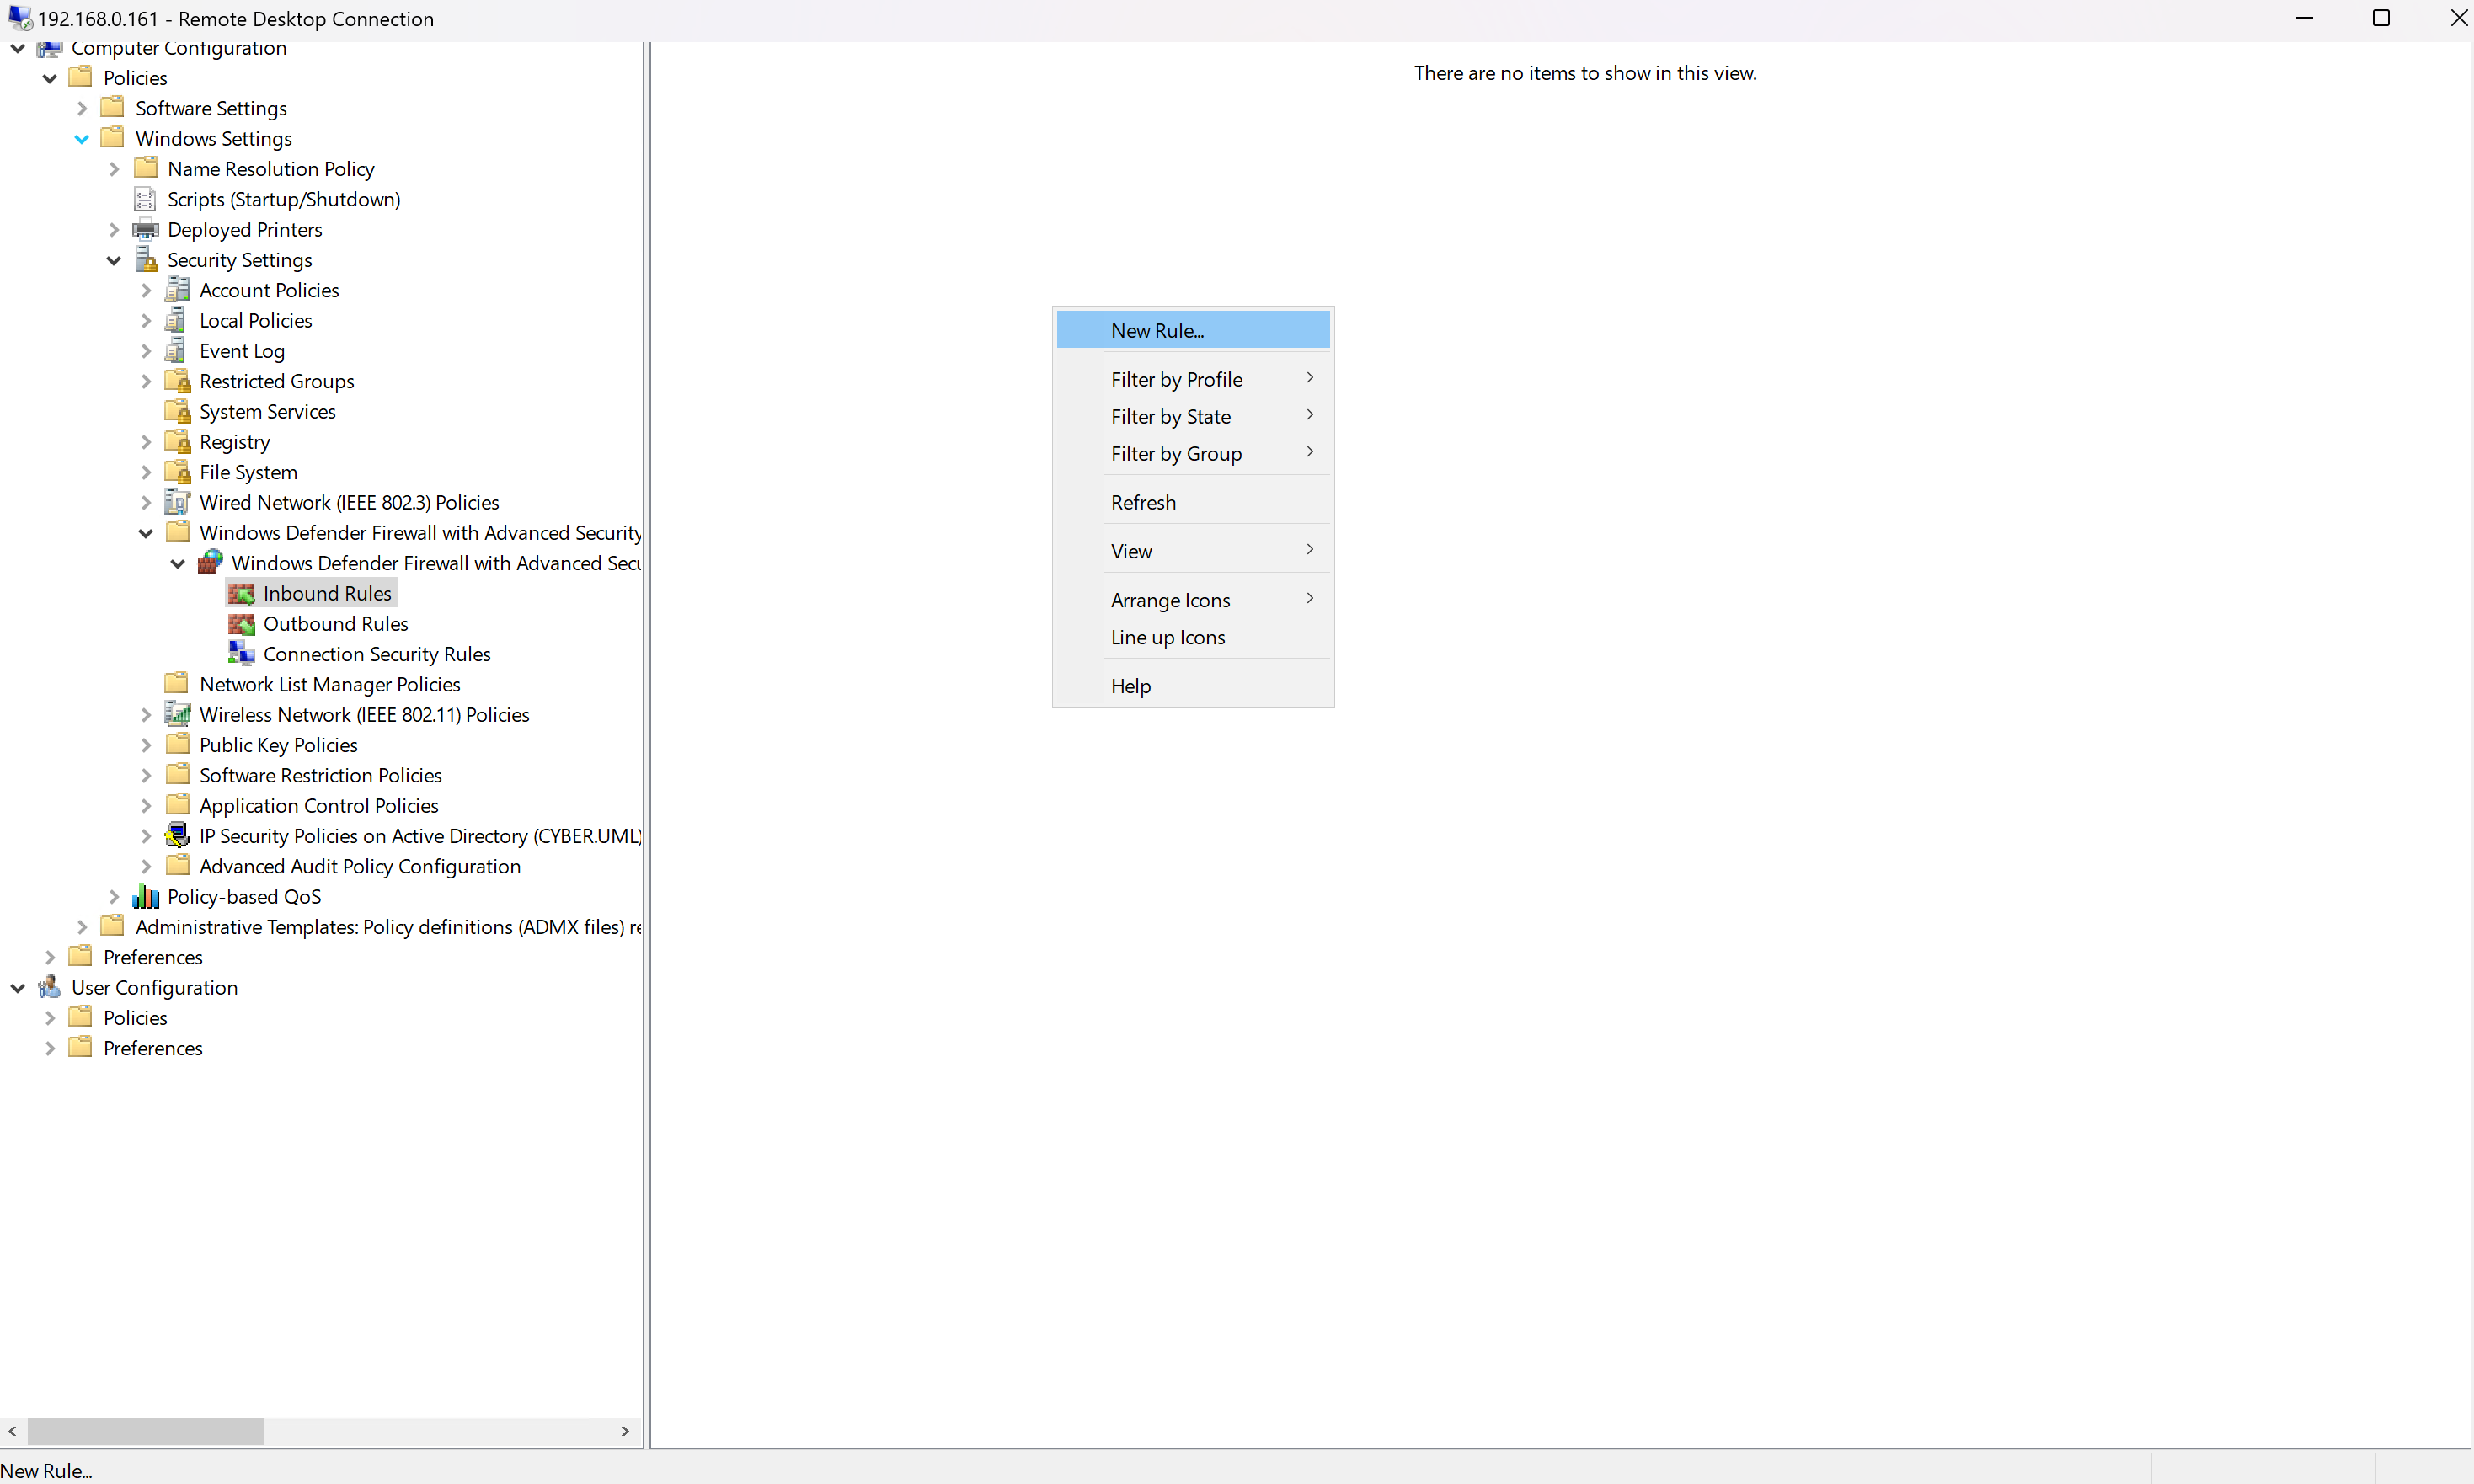 192.168.0.161 - Remote Desktop Connection
Computer Configuration
Policies
Software Settings
Windows Settings
Name Resolution Policy
Scripts (Startup/Shutdown)
Deployed Printers
Security Settings
Account Policies
Local Policies
Event Log
Restricted Groups
System Services
Registry
File System
Wired Network (IEEE 802.3) Policies
Windows Defender Firewall with Advanced Security
Windows Defender Firewall with Advanced Secu
Inbound Rules
Outbound Rules
Connection Security Rules
Network List Manager Policies
Wireless Network (IEEE 802.11) Policies
Public Key Policies
Software Restriction Policies
Application Control Policies
IP Security Policies on Active Directory (CYBER.UML)
Advanced Audit Policy Configuration
Policy-based QoS
Administrative Templates: Policy definitions (ADMX files) re
Preferences
User Configuration
Policies
Preferences
There are no items to show in this view.
New Rule...
Filter by Profile
Filter by State
Filter by Group
Refresh
View
Arrange Icons
Line up Icons
Help
New Rule...